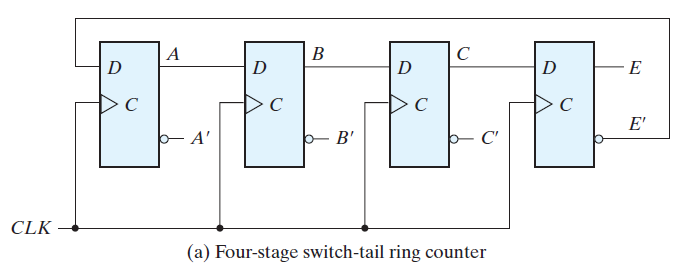 A B C
D D D D E
C C C C
A' B' C' E'
CLK
(a) Four-stage switch-tail ring counter